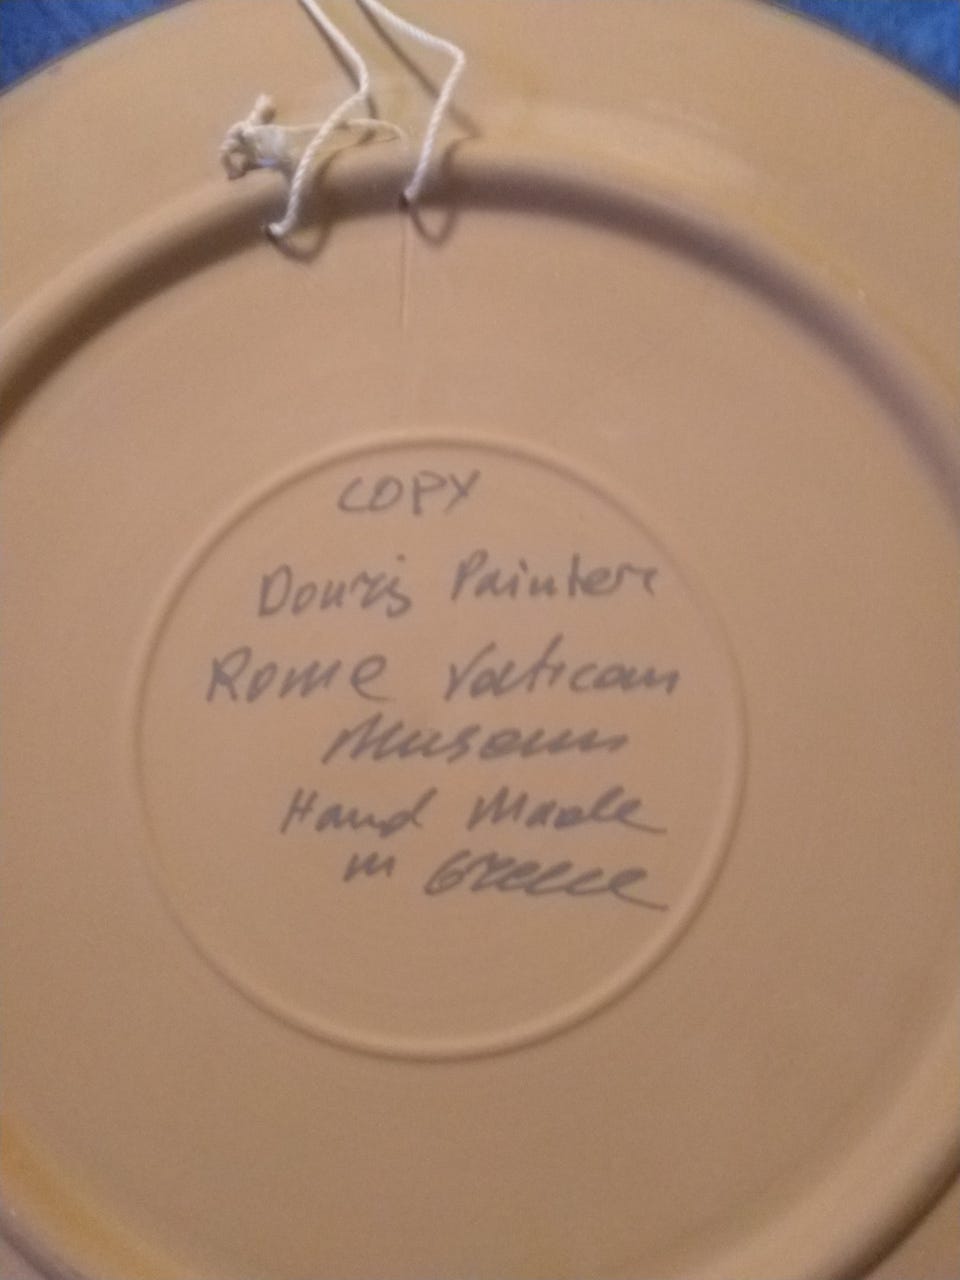 COPY
Douris Painter
Rome Vatican
Museum
Hand Made
in Greece